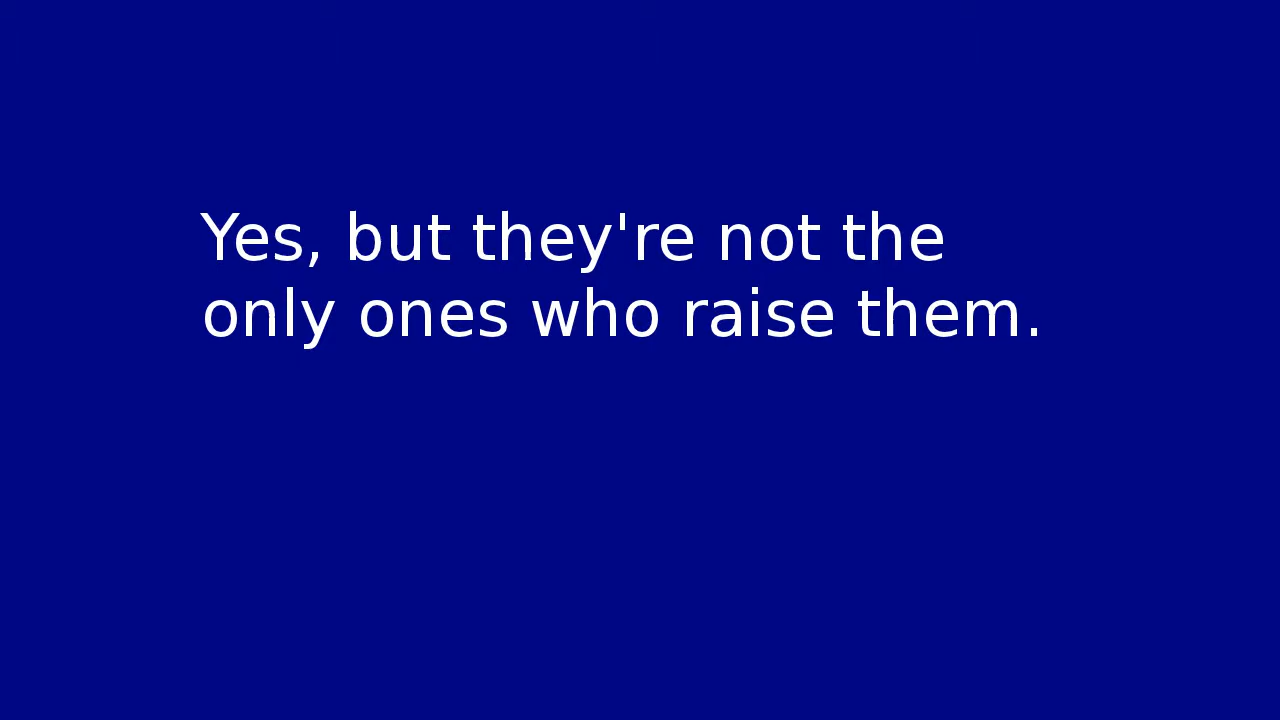 Yes, but they're not the
only ones who raise them.